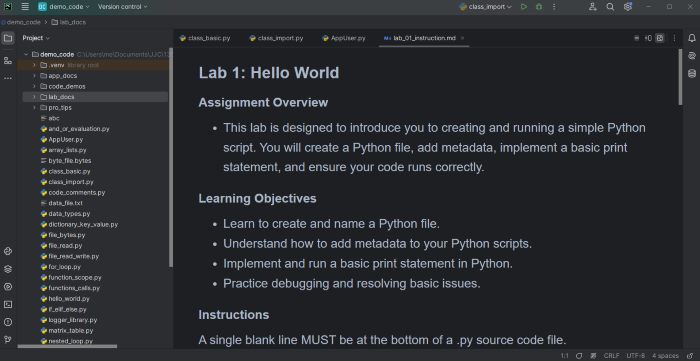 demo_code
Version control
class_import
demo_code > lab_docs
Project
class_basic.py
class_import.py
AppUser.py
lab_01_instruction.md
demo_code
.venv library root
app_docs
code_demos
lab_docs
pro_tips
abc
and_or_evaluation.py
AppUser.py
array_lists.py
byte_file.bytes
class_basic.py
class_import.py
code_comments.py
data_file.txt
data_types.py
dictionary_key_value.py
file_bytes.py
file_read.py
file_read_write.py
for_loop.py
function_scope.py
functions_calls.py
hello_world.py
if_elif_else.py
logger_library.py
matrix_table.py
nested_loop.py
Lab 1: Hello World
Assignment Overview
• This lab is designed to introduce you to creating and running a simple Python
script. You will create a Python file, add metadata, implement a basic print
statement, and ensure your code runs correctly.
Learning Objectives
• Learn to create and name a Python file.
• Understand how to add metadata to your Python scripts.
• Implement and run a basic print statement in Python.
• Practice debugging and resolving basic issues.
Instructions
A single blank line MUST be at the bottom of a .py source code file.
1:1
CRLF
UTF-8
4 spaces